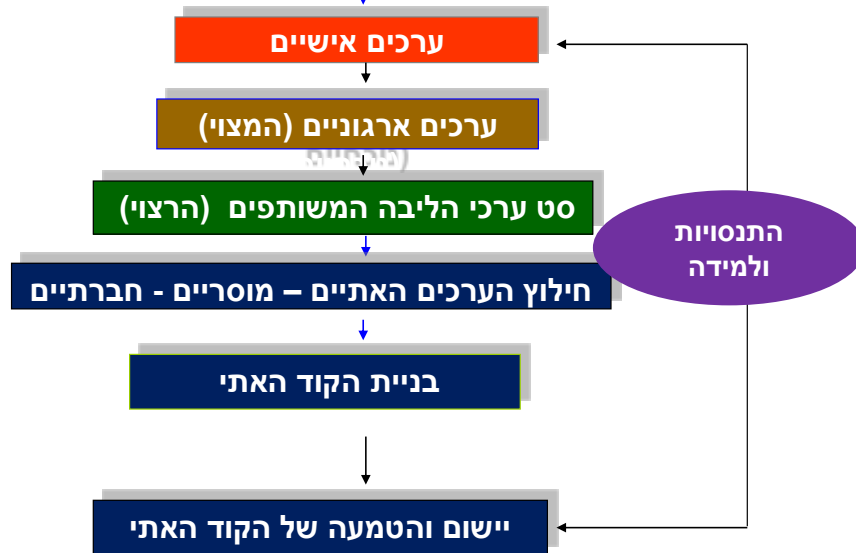 ערכים אישיים
ערכים ארגוניים (המצוי)
סט ערכי הליבה המשותפים (הרצוי)
חילוץ הערכים האתיים – מוסריים - חברתיים
בניית הקוד האתי
יישום והטמעה של הקוד האתי
התנסויות
ולמידה